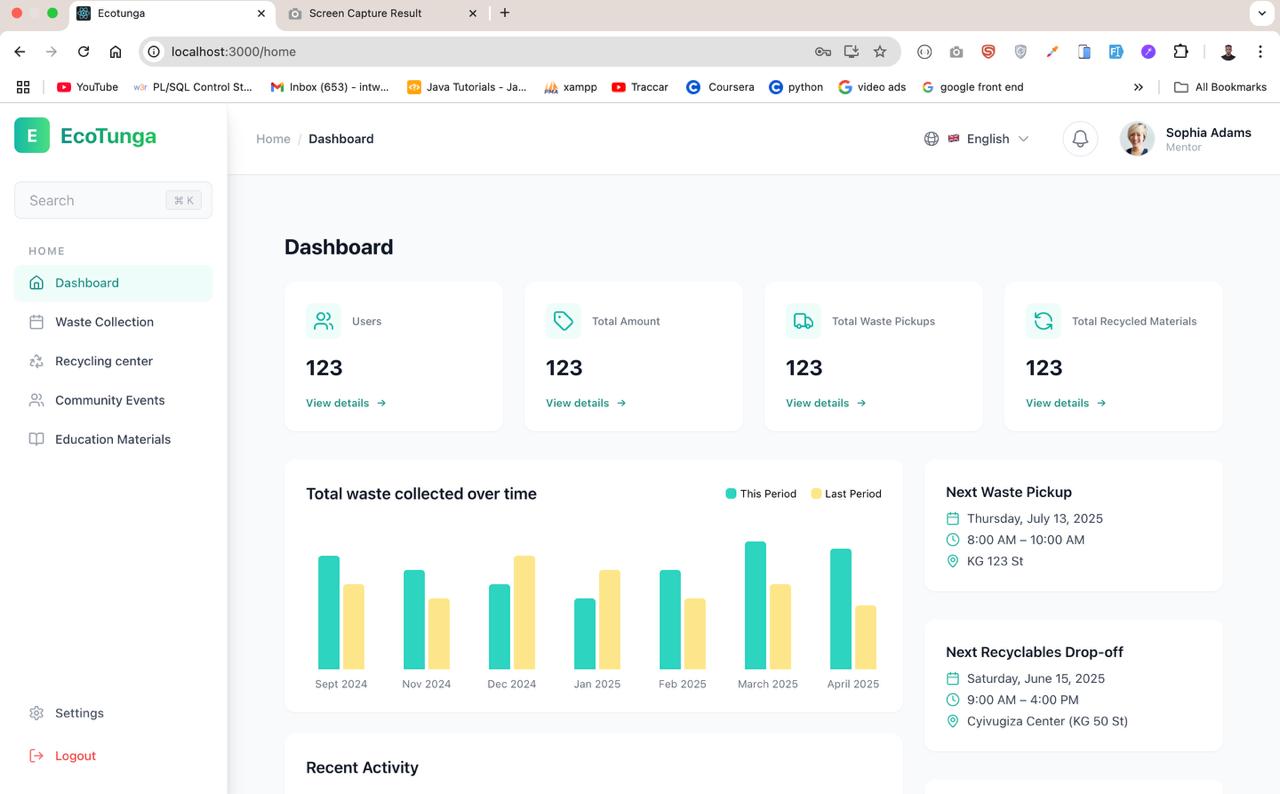 Ecotunga
Screen Capture Result
localhost:3000/home
YouTube
w3r PL/SQL Control St...
Inbox (653) - intw...
Java Tutorials - Ja...
xampp
Traccar
Coursera
python
video ads
google front end
All Bookmarks
E EcoTunga
Home / Dashboard
English
Sophia Adams
Mentor
Search ⌘ K
HOME
Dashboard
Waste Collection
Recycling center
Community Events
Education Materials
Settings
Logout
Dashboard
Users
123
View details →
Total Amount
123
View details →
Total Waste Pickups
123
View details →
Total Recycled Materials
123
View details →
Total waste collected over time
This Period Last Period
Sept 2024 Nov 2024 Dec 2024 Jan 2025 Feb 2025 March 2025 April 2025
Next Waste Pickup
Thursday, July 13, 2025
8:00 AM – 10:00 AM
KG 123 St
Next Recyclables Drop-off
Saturday, June 15, 2025
9:00 AM – 4:00 PM
Cyivugiza Center (KG 50 St)
Recent Activity